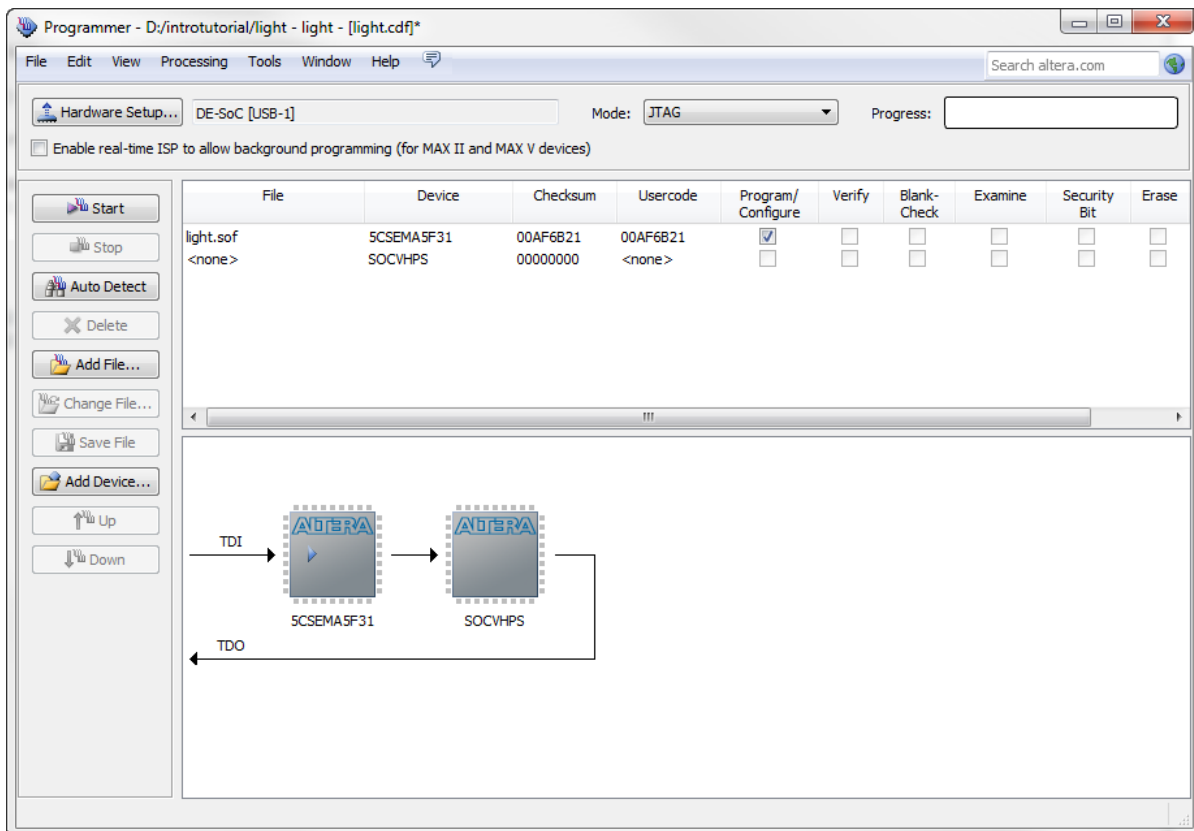 Programmer - D:/introtutorial/light - light - [light.cdf]*
File Edit View Processing Tools Window Help
Search altera.com
Hardware Setup... DE-SoC [USB-1] Mode: JTAG Progress:
Enable real-time ISP to allow background programming (for MAX II and MAX V devices)
Start
Stop
Auto Detect
Delete
Add File...
Change File...
Save File
Add Device...
Up
Down
File Device Checksum Usercode Program/Configure Verify Blank-Check Examine Security Bit Erase
light.sof 5CSEMA5F31 00AF6B21 00AF6B21
<none> SOCVHPS 00000000 <none>
TDI
ALTERA
ALTERA
5CSEMA5F31
SOCVHPS
TDO